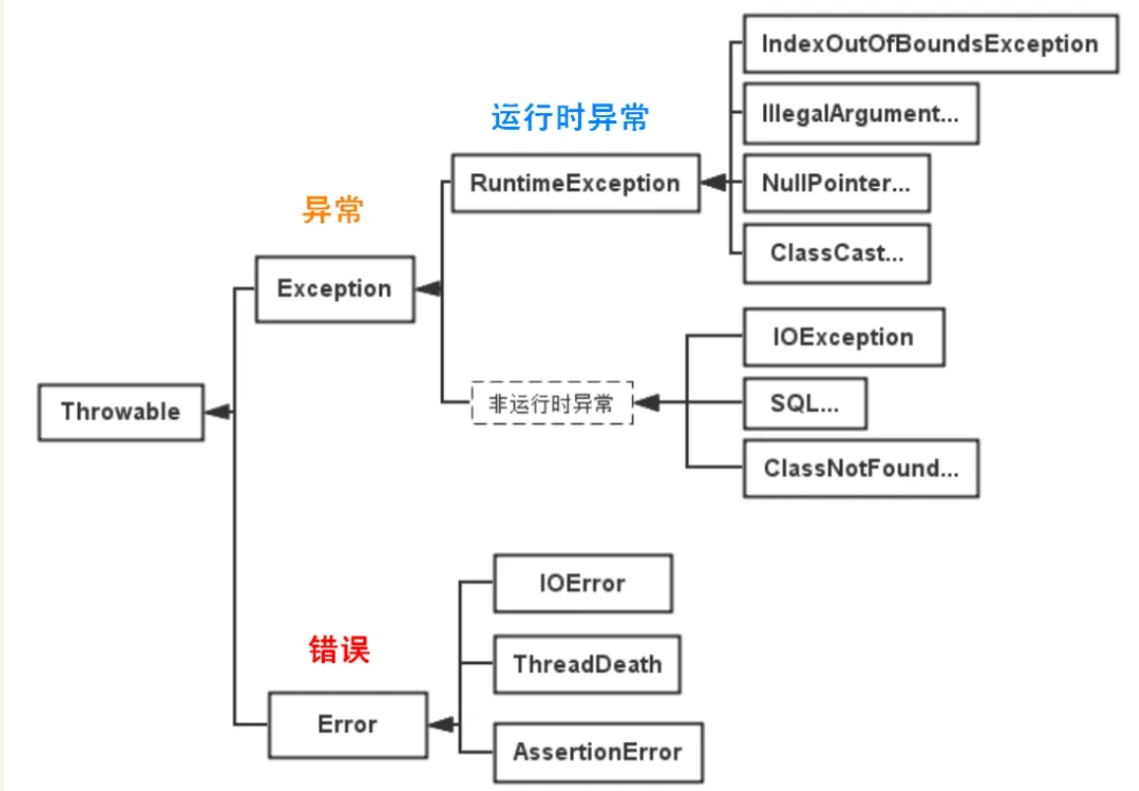 IndexOutOfBoundsException
运行时异常
IllegalArgument...
RuntimeException
NullPointer...
异常
ClassCast...
Exception
IOException
Throwable
非运行时异常
SQL...
ClassNotFound...
IOError
错误
ThreadDeath
Error
AssertionError